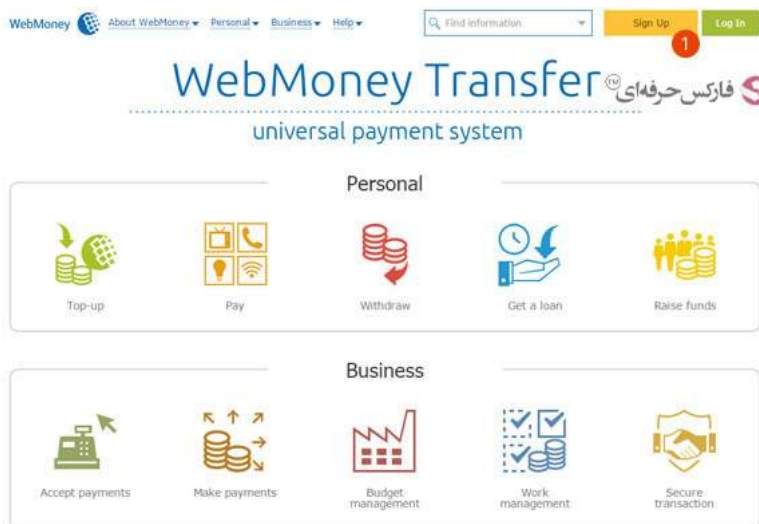 WebMoney About WebMoney Personal Business Help Find information Sign Up Log In
1
WebMoney Transfer
فارکس حرفه‌ای TM
universal payment system
Personal
Top-up Pay Withdraw Get a loan Raise funds
Business
Accept payments Make payments Budget management Work management Secure transaction